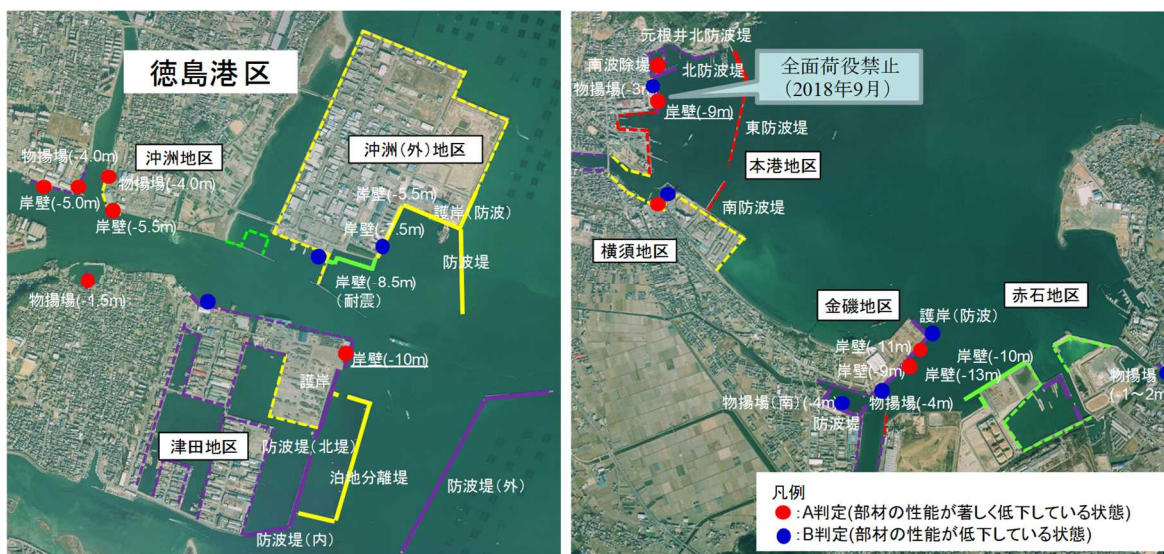 徳島港区
沖洲地区
物揚場(-4.0m)
物揚場(-4.0m)
岸壁(-5.0m)
岸壁(-5.5m)
物揚場(-1.5m)
沖洲(外)地区
岸壁(-5.5m)
護岸(防波)
岸壁(-7.5m)
防波堤
岸壁(-8.5m)
(耐震)
岸壁(-10m)
護岸
津田地区
防波堤(北堤)
泊地分離堤
防波堤(外)
防波堤(内)
元根井北防波堤
南波除堤
北防波堤
全面荷役禁止
(2018年9月)
物揚場(-3m)
岸壁(-9m)
東防波堤
本港地区
南防波堤
横須地区
金磯地区
赤石地区
護岸(防波)
岸壁(-11m)
岸壁(-10m)
岸壁(-9m)
岸壁(-13m)
物揚場
(-1~2m
物揚場(南)(-4m)
物揚場(-4m)
防波堤
凡例
:A判定(部材の性能が著しく低下している状態)
:B判定(部材の性能が低下している状態)